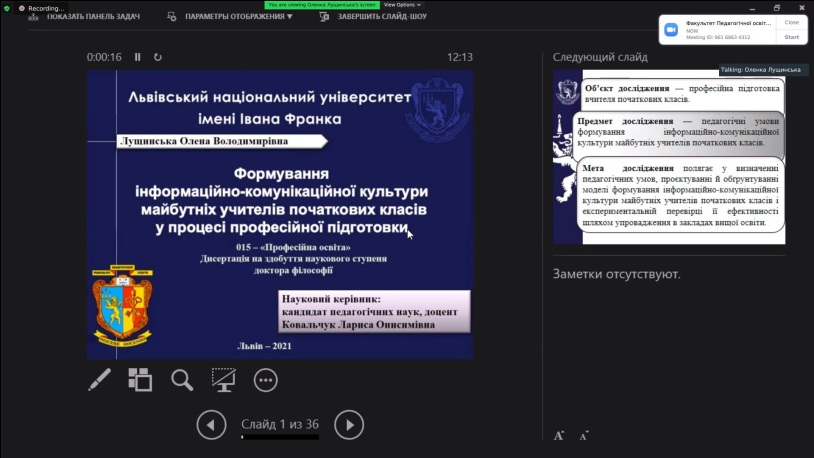 Recording...
You are viewing Оленка Лущинська's screen
View Options
ПОКАЗАТЬ ПАНЕЛЬ ЗАДАЧ
ПАРАМЕТРЫ ОТОБРАЖЕНИЯ ▼
ЗАВЕРШИТЬ СЛАЙД-ШОУ
Факультет Педагогічної освіт...
NOW
Meeting ID: 961 6863 4312
Close
Start
Talking: Оленка Лущинська
0:00:16
12:13
Львівський національний університет
імені Івана Франка
Лущинська Олена Володимирівна
Формування
інформаційно-комунікаційної культури
майбутніх учителів початкових класів
у процесі професійної підготовки
015 – «Професійна освіта»
Дисертація на здобуття наукового ступеня
доктора філософії
Науковий керівник:
кандидат педагогічних наук, доцент
Ковальчук Лариса Онисимівна
Львів – 2021
Слайд 1 из 36
Следующий слайд
Об'єкт дослідження — професійна підготовка
вчителя початкових класів.
Предмет дослідження — педагогічні умови
формування інформаційно-комунікаційної
культури майбутніх учителів початкових класів.
Мета дослідження полягає у визначенні
педагогічних умов, проєктуванні й обґрунтуванні
моделі формування інформаційно-комунікаційної
культури майбутніх учителів початкових класів і
експериментальній перевірці її ефективності
шляхом упровадження в закладах вищої освіти.
Заметки отсутствуют.
A A